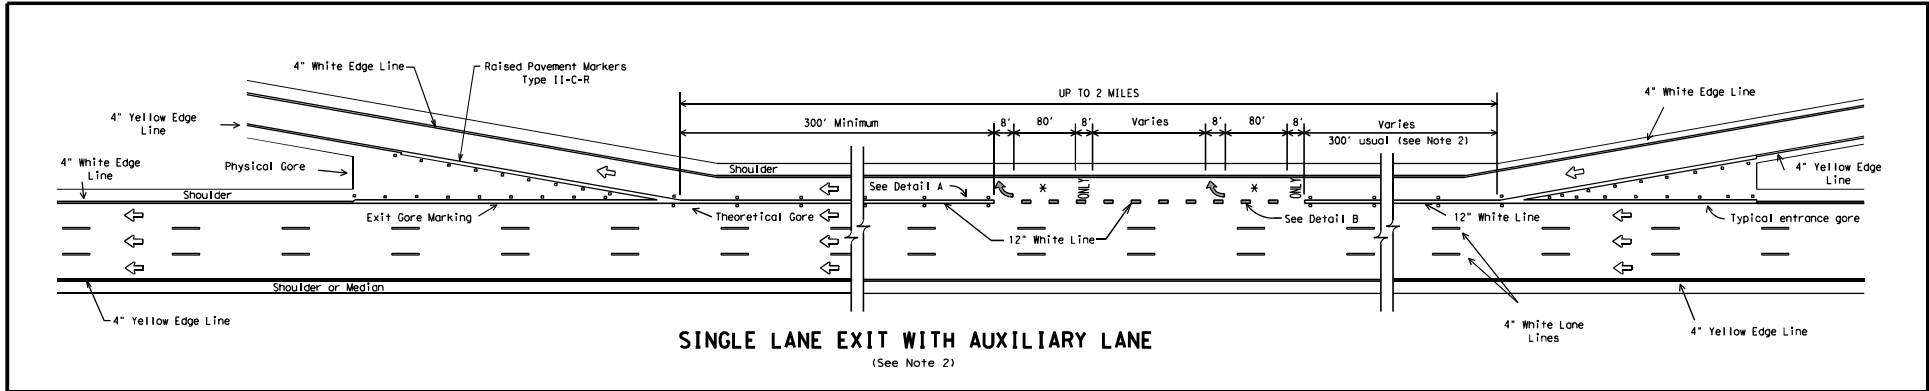 UP TO 2 MILES
4" White Edge Line
Raised Pavement Markers
Type II-C-R
4" White Edge Line
4" Yellow Edge
Line
300' Minimum
8'
80'
8'
Varies
8'
80'
8'
Varies
300' usual (see Note 2)
4" White Edge
Line
Physical Gore
Shoulder
4" Yellow Edge
Line
Shoulder
See Detail A
*
ONLY
*
ONLY
Exit Gore Marking
Theoretical Gore
12" White Line
See Detail B
12" White Line
Typical entrance gore
Shoulder or Median
4" Yellow Edge Line
4" White Lane
Lines
4" Yellow Edge Line
SINGLE LANE EXIT WITH AUXILIARY LANE
(See Note 2)